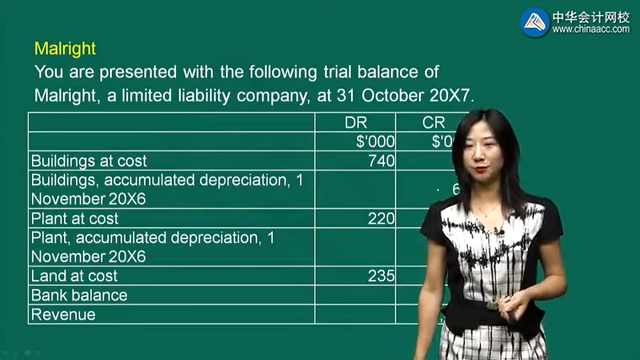 中华会计网校
www.chinaacc.com
Malright
You are presented with the following trial balance of
Malright, a limited liability company, at 31 October 20X7.
DR CR
$'000
Buildings at cost 740
Buildings, accumulated depreciation, 1
November 20X6
Plant at cost 220
Plant, accumulated depreciation, 1
November 20X6
Land at cost 235
Bank balance
Revenue